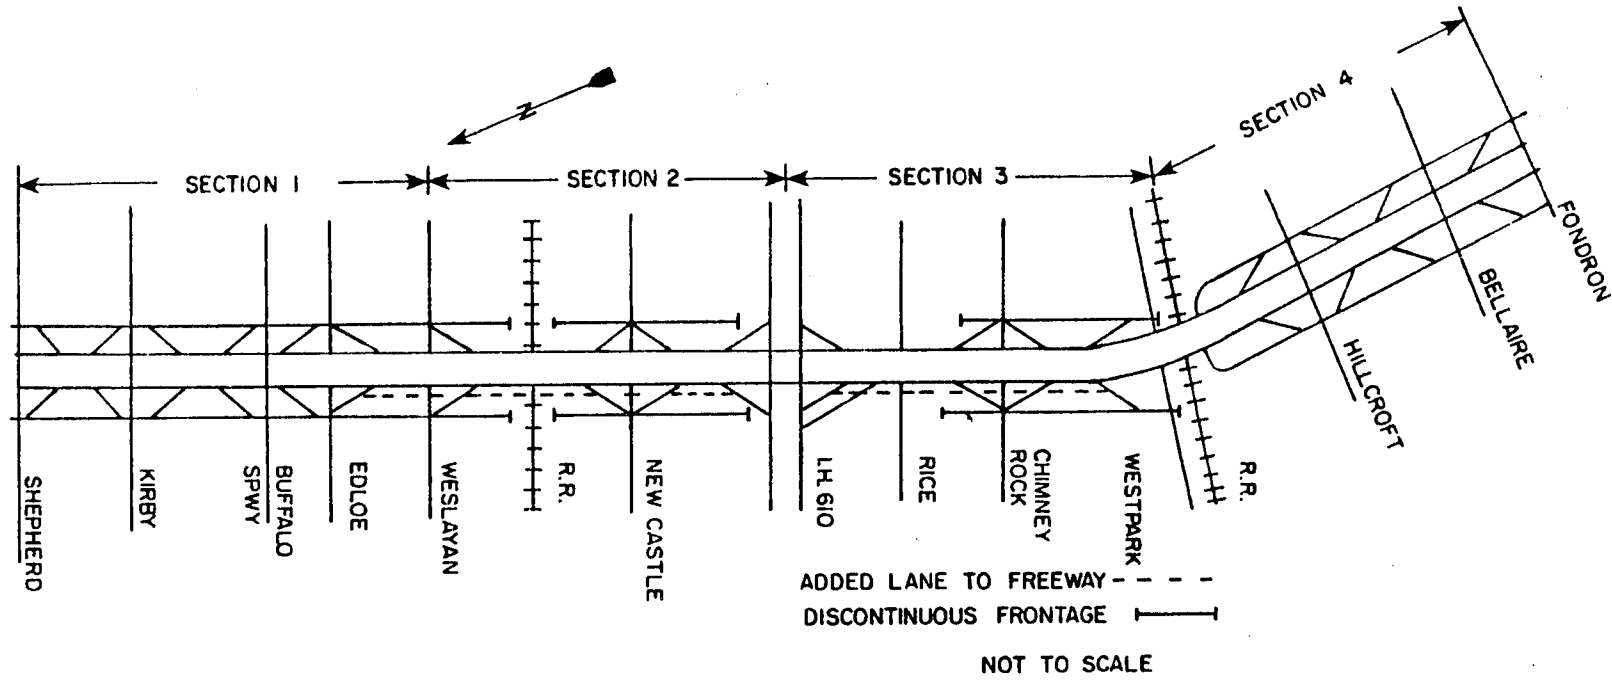 N
SECTION 1
SECTION 2
SECTION 3
SECTION 4
SHEPHERD
KIRBY
BUFFALO
SPWY
EDLOE
WESLAYAN
R.R.
NEW CASTLE
I.H. 610
RICE
CHIMNEY
ROCK
WESTPARK
R.R.
HILLCROFT
BELLAIRE
FONDRON
ADDED LANE TO FREEWAY
DISCONTINUOUS FRONTAGE
NOT TO SCALE